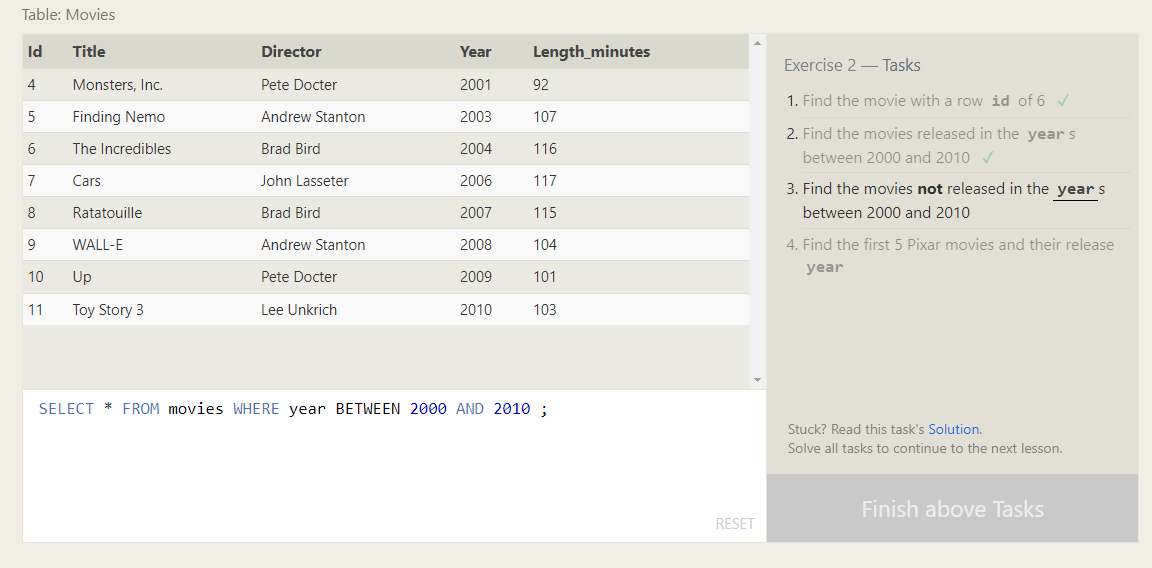 Table: Movies
Id Title Director Year Length_minutes
4 Monsters, Inc. Pete Docter 2001 92
5 Finding Nemo Andrew Stanton 2003 107
6 The Incredibles Brad Bird 2004 116
7 Cars John Lasseter 2006 117
8 Ratatouille Brad Bird 2007 115
9 WALL-E Andrew Stanton 2008 104
10 Up Pete Docter 2009 101
11 Toy Story 3 Lee Unkrich 2010 103
SELECT * FROM movies WHERE year BETWEEN 2000 AND 2010 ;
RESET
Exercise 2 — Tasks
1. Find the movie with a row id of 6 ✓
2. Find the movies released in the year s
between 2000 and 2010 ✓
3. Find the movies not released in the year s
between 2000 and 2010
4. Find the first 5 Pixar movies and their release
year
Stuck? Read this task's Solution.
Solve all tasks to continue to the next lesson.
Finish above Tasks